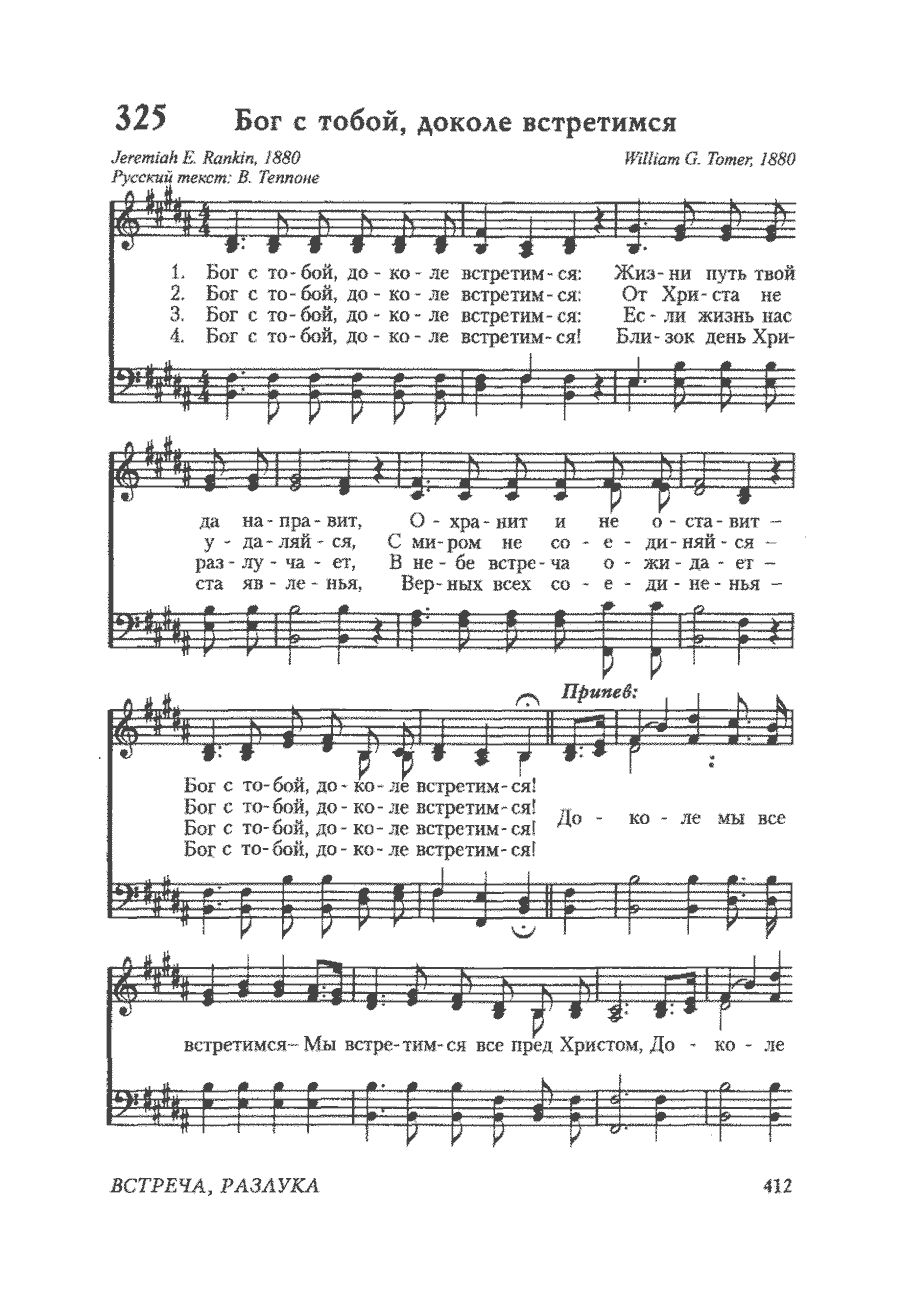 325 Бог с тобой, доколе встретимся
Jeremiah E. Rankin, 1880 William G. Tomer, 1880
Русский текст: В. Теппоне
1. Бог с то-бой, до - ко - ле встретим-ся: Жиз-ни путь твой
2. Бог с то-бой, до - ко - ле встретим-ся: От Хри-ста не
3. Бог с то-бой, до - ко - ле встретим-ся: Ес-ли жизнь нас
4. Бог с то-бой, до - ко - ле встретим-ся! Бли-зок день Хри-
да на-пра-вит, О-хра-нит и не о-ста-вит –
у-да-ляй-ся, С ми-ром не со-е-ди-няй-ся –
раз-лу-ча-ет, В не-бе встре-ча о-жи-да-ет –
ста яв-ле-нья, Вер-ных всех со-е-ди-не-нья –
Припев:
Бог с то-бой, до-ко-ле встретим-ся!
Бог с то-бой, до-ко-ле встретим-ся!
Бог с то-бой, до-ко-ле встретим-ся!
Бог с то-бой, до-ко-ле встретим-ся!
До - ко - ле мы все
встретимся– Мы встре-тим-ся все пред Христом, До - ко - ле
ВСТРЕЧА, РАЗЛУКА 412